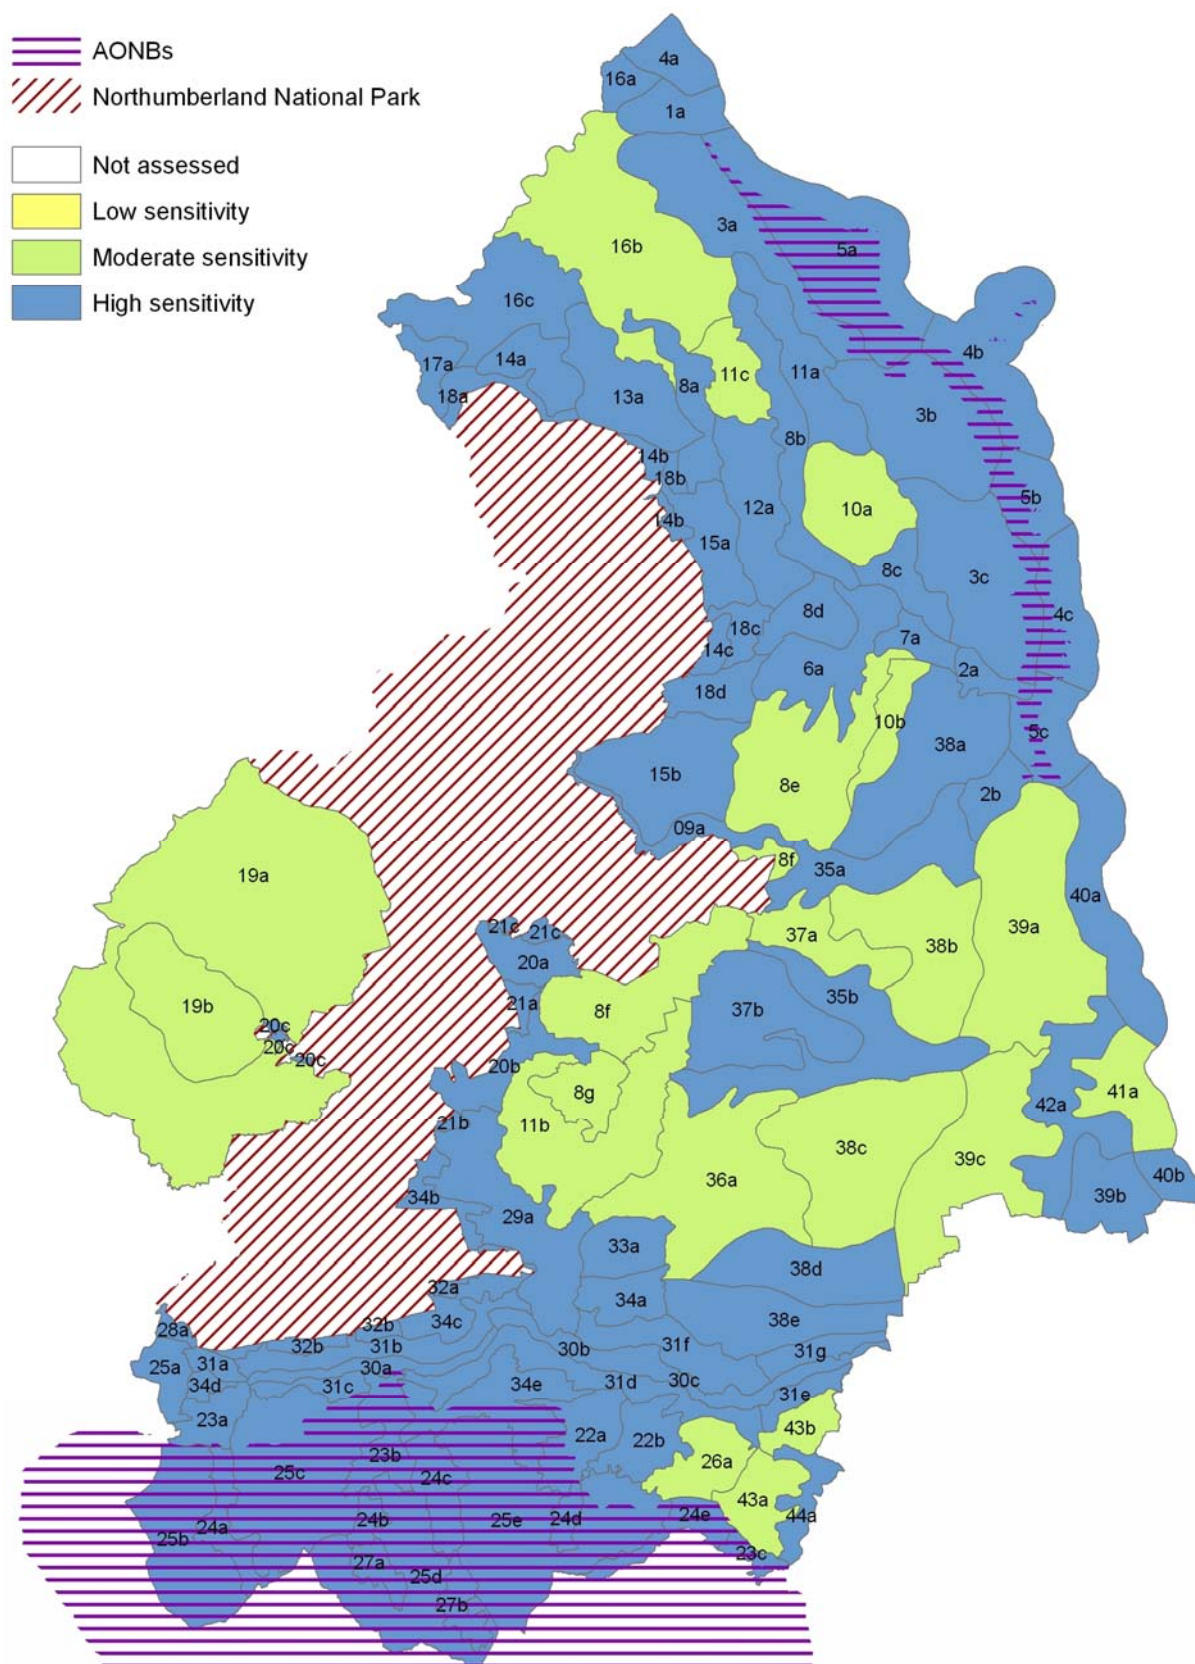 AONBs
Northumberland National Park
Not assessed
Low sensitivity
Moderate sensitivity
High sensitivity
4a
16a
1a
3a
16b
5a
16c
4b
17a
14a
11c
11a
18a
13a
8a
3b
8b
14b
18b
5b
12a
10a
14b
15a
8c
3c
8d
4c
18c
7a
14c
6a
2a
18d
10b
5c
38a
15b
8e
2b
09a
8f
35a
19a
40a
21c
21c
37a
39a
38b
20a
19b
21a
8f
37b
35b
20c
20c
20c
20b
8g
41a
42a
21b
11b
38c
39c
36a
40b
34b
39b
29a
33a
38d
32a
34a
38e
28a
32b
34c
32b
31b
30b
31f
31g
25a
31a
30a
34d
31c
34e
31d
30c
31e
23a
43b
22a
22b
23b
26a
25c
24c
43a
24a
24b
25e
24d
24e
44a
25b
23c
27a
25d
27b